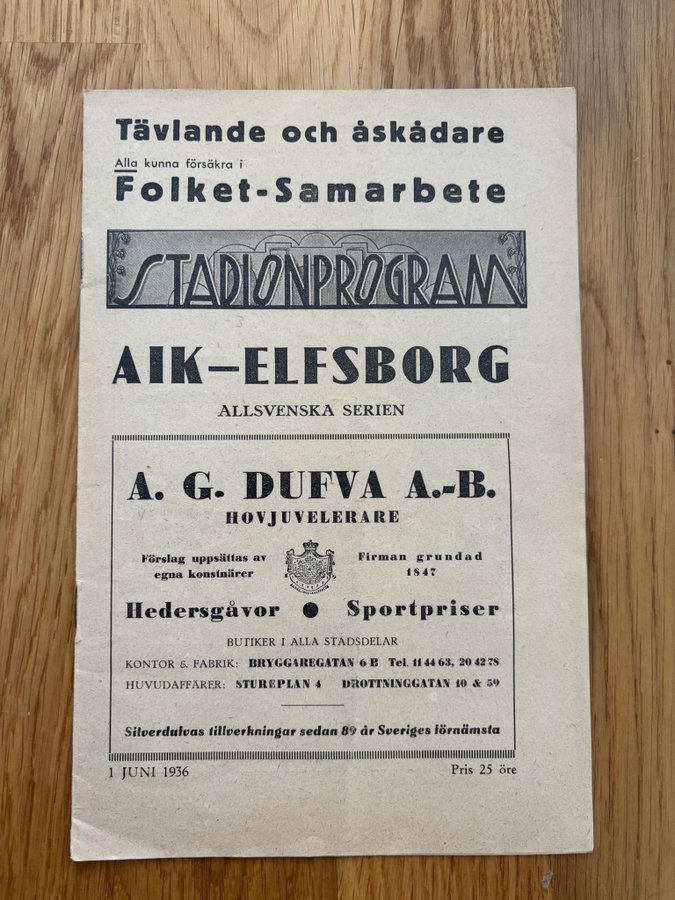 Tävlande och åskådare
Alla kunna försäkra i
Folket-Samarbete
STADIONPROGRAM
AIK–ELFSBORG
ALLSVENSKA SERIEN
A. G. DUFVA A.-B.
HOVJUVELERARE
Förslag uppsättas av
egna konstnärer
Firman grundad
1847
Hedersgåvor ● Sportpriser
BUTIKER I ALLA STADSDELAR
KONTOR & FABRIK: BRYGGAREGATAN 6 B Tel. 11 44 63, 20 42 78
HUVUDAFFÄRER: STUREPLAN 4 DROTTNINGGATAN 10 & 59
Silverdufvas tillverkningar sedan 89 år Sveriges förnämsta
1 JUNI 1936 Pris 25 öre